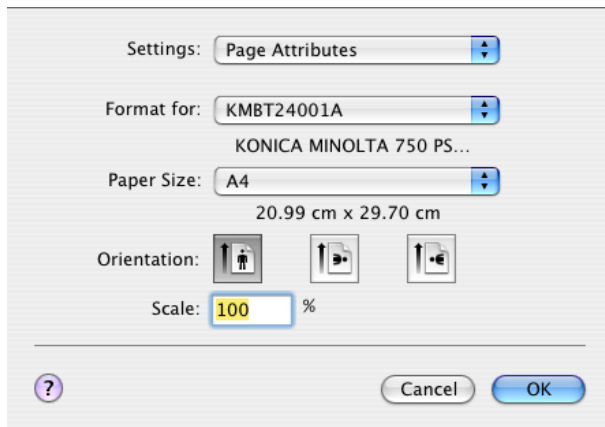 Settings: Page Attributes
Format for: KMBT24001A
KONICA MINOLTA 750 PS...
Paper Size: A4
20.99 cm x 29.70 cm
Orientation:
Scale: 100 %
? Cancel OK